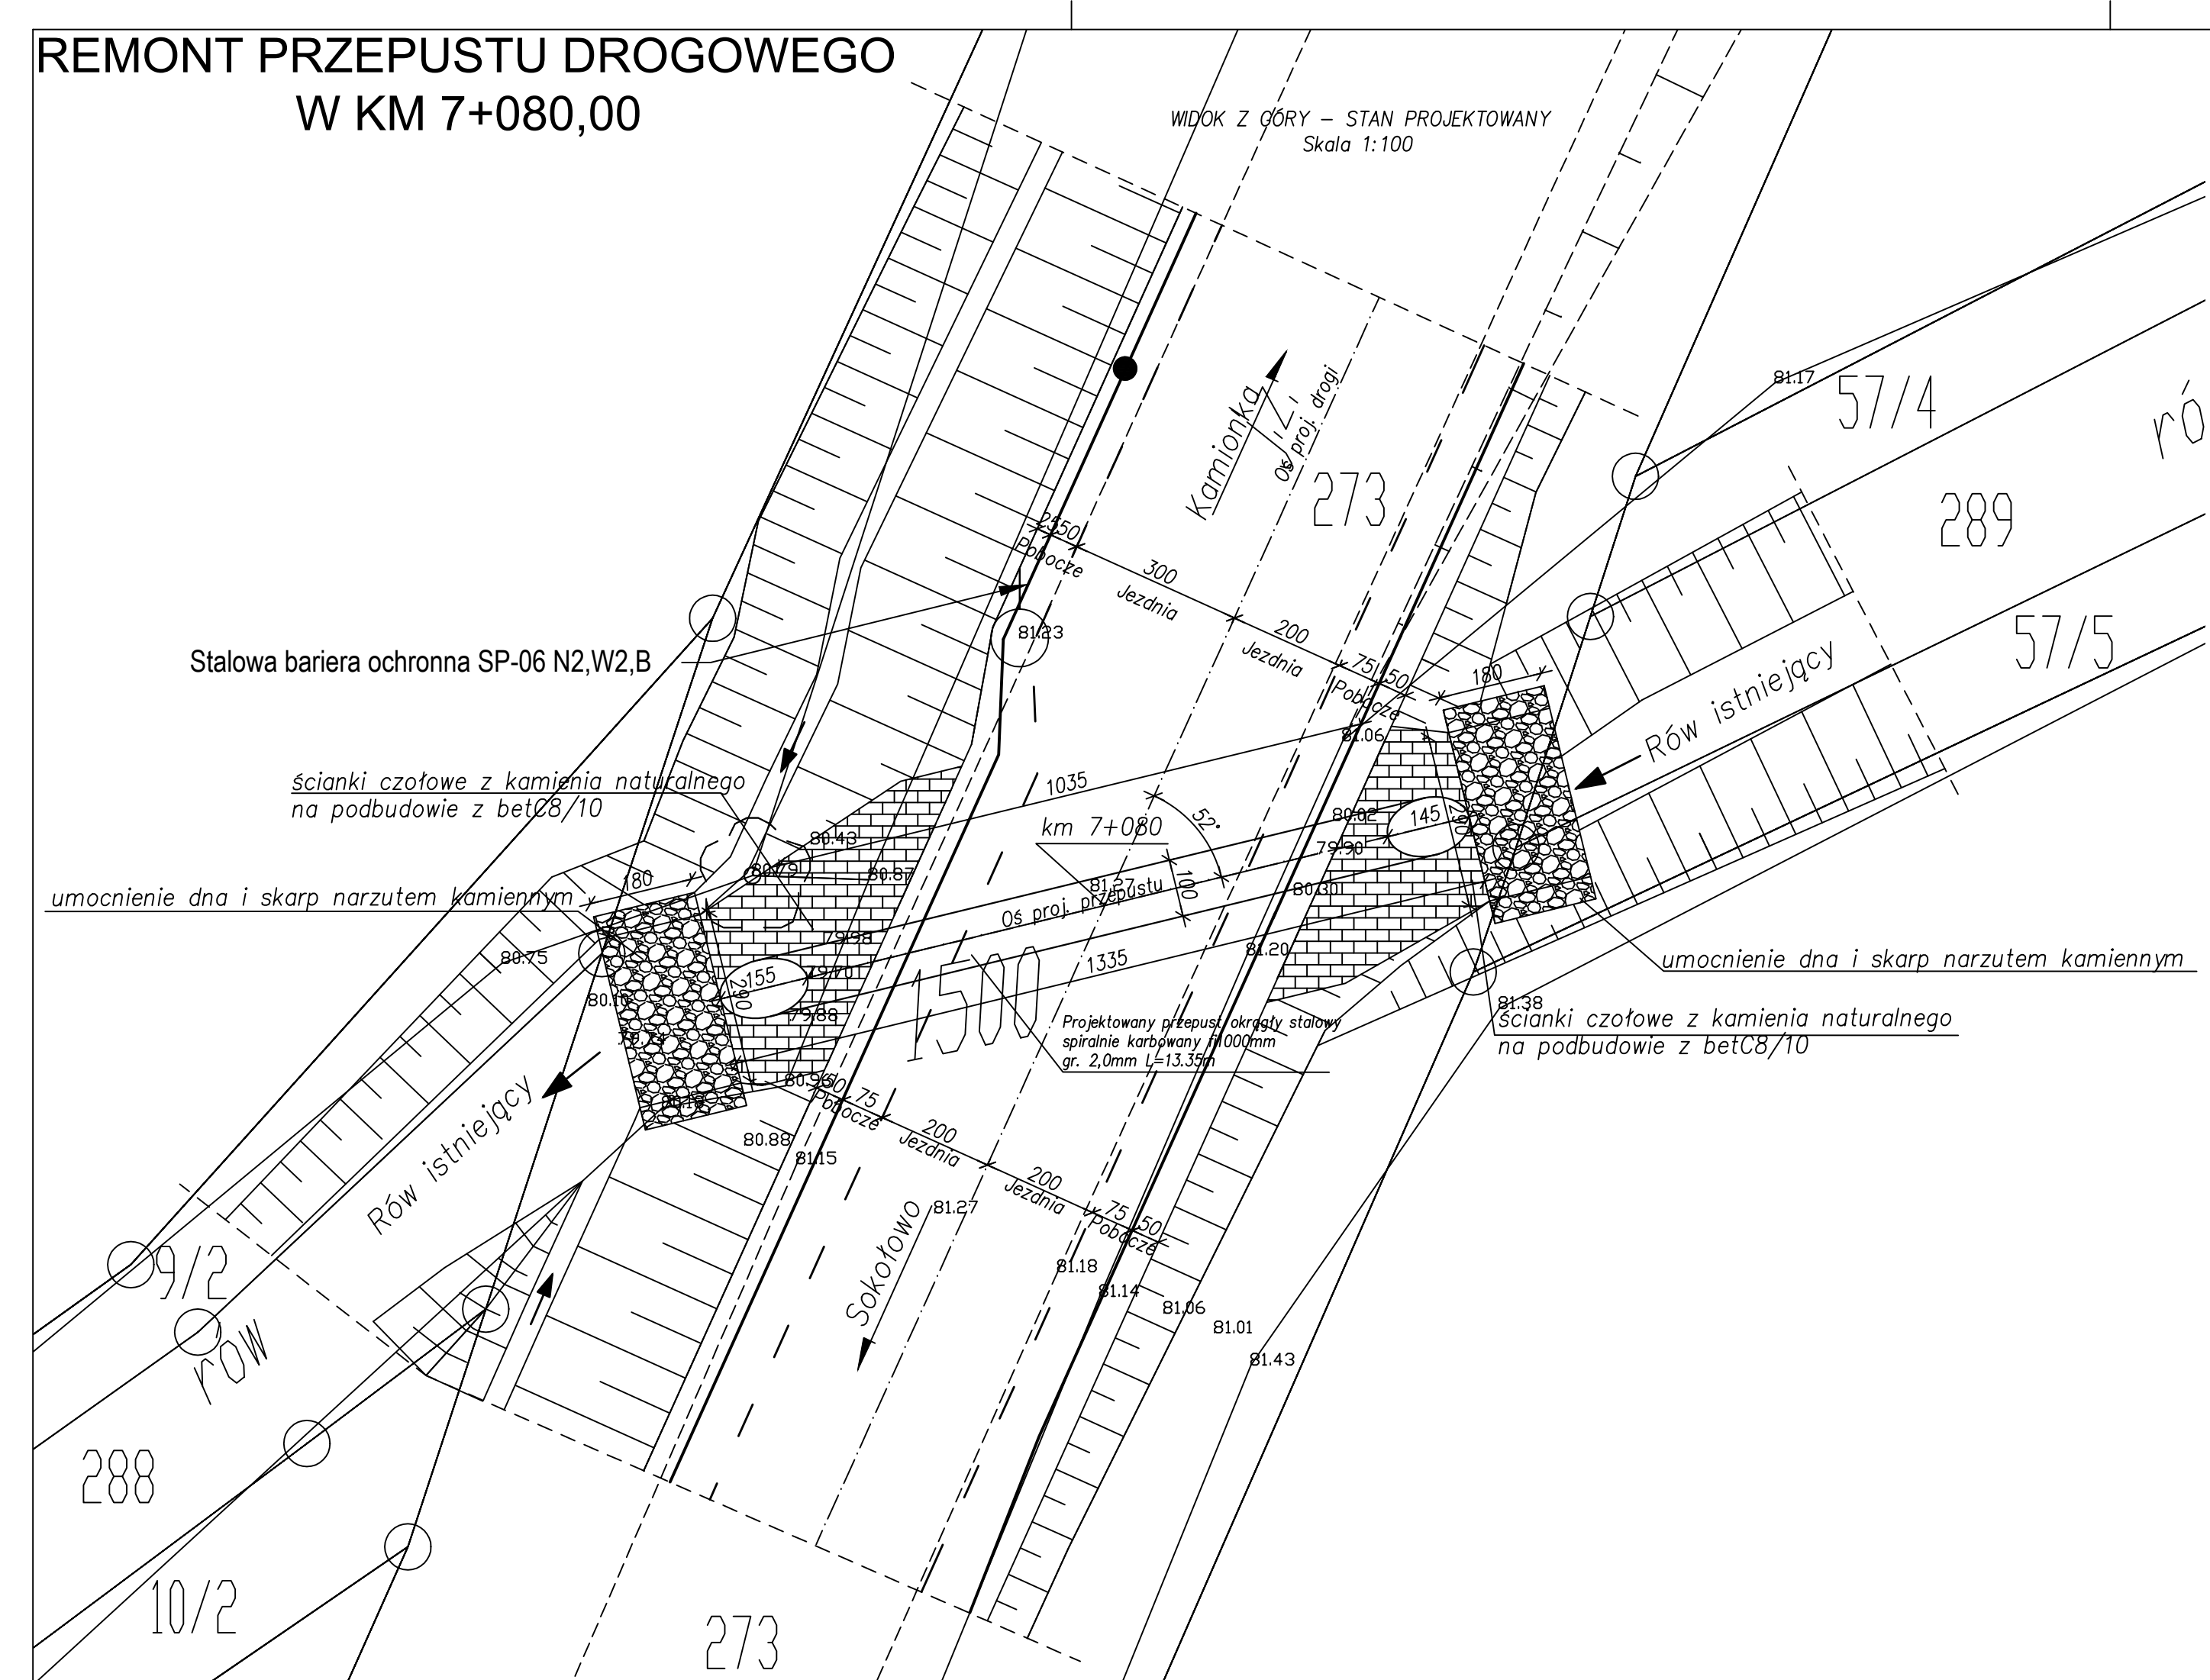 REMONT PRZEPUSTU DROGOWEGO
W KM 7+080,00
WIDOK Z GÓRY – STAN PROJEKTOWANY
Skala 1:100
Kamionka
Oś proj. drogi
273
81.17
57/4
289
57/5
25
50
Pobocze
300
Jezdnia
200
Jezdnia
75
50
Pobocze
81.23
Stalowa bariera ochronna SP-06 N2,W2,B
180
Rów istniejący
81.06
ścianki czołowe z kamienia naturalnego
na podbudowie z betC8/10
1035
52°
km 7+080
80.02
145
290
79.90
80.43
80.79
80.87
180
umocnienie dna i skarp narzutem kamiennym
81.27
Oś proj. przepustu
100
80.30
79.98
80.75
79.70
155
290
80.10
79.88
1500
1335
81.20
umocnienie dna i skarp narzutem kamiennym
81.38
ścianki czołowe z kamienia naturalnego
na podbudowie z betC8/10
Projektowany przepust okrągły stalowy
spiralnie karbowany fi1000mm
gr. 2,0mm L=13.35m
50
75
Pobocze
200
Jezdnia
200
Jezdnia
75
50
Pobocze
80.88
81.15
Rów istniejący
Sokołowo
81.27
81.18
81.14
81.06
81.01
81.43
9/2
rów
288
10/2
273